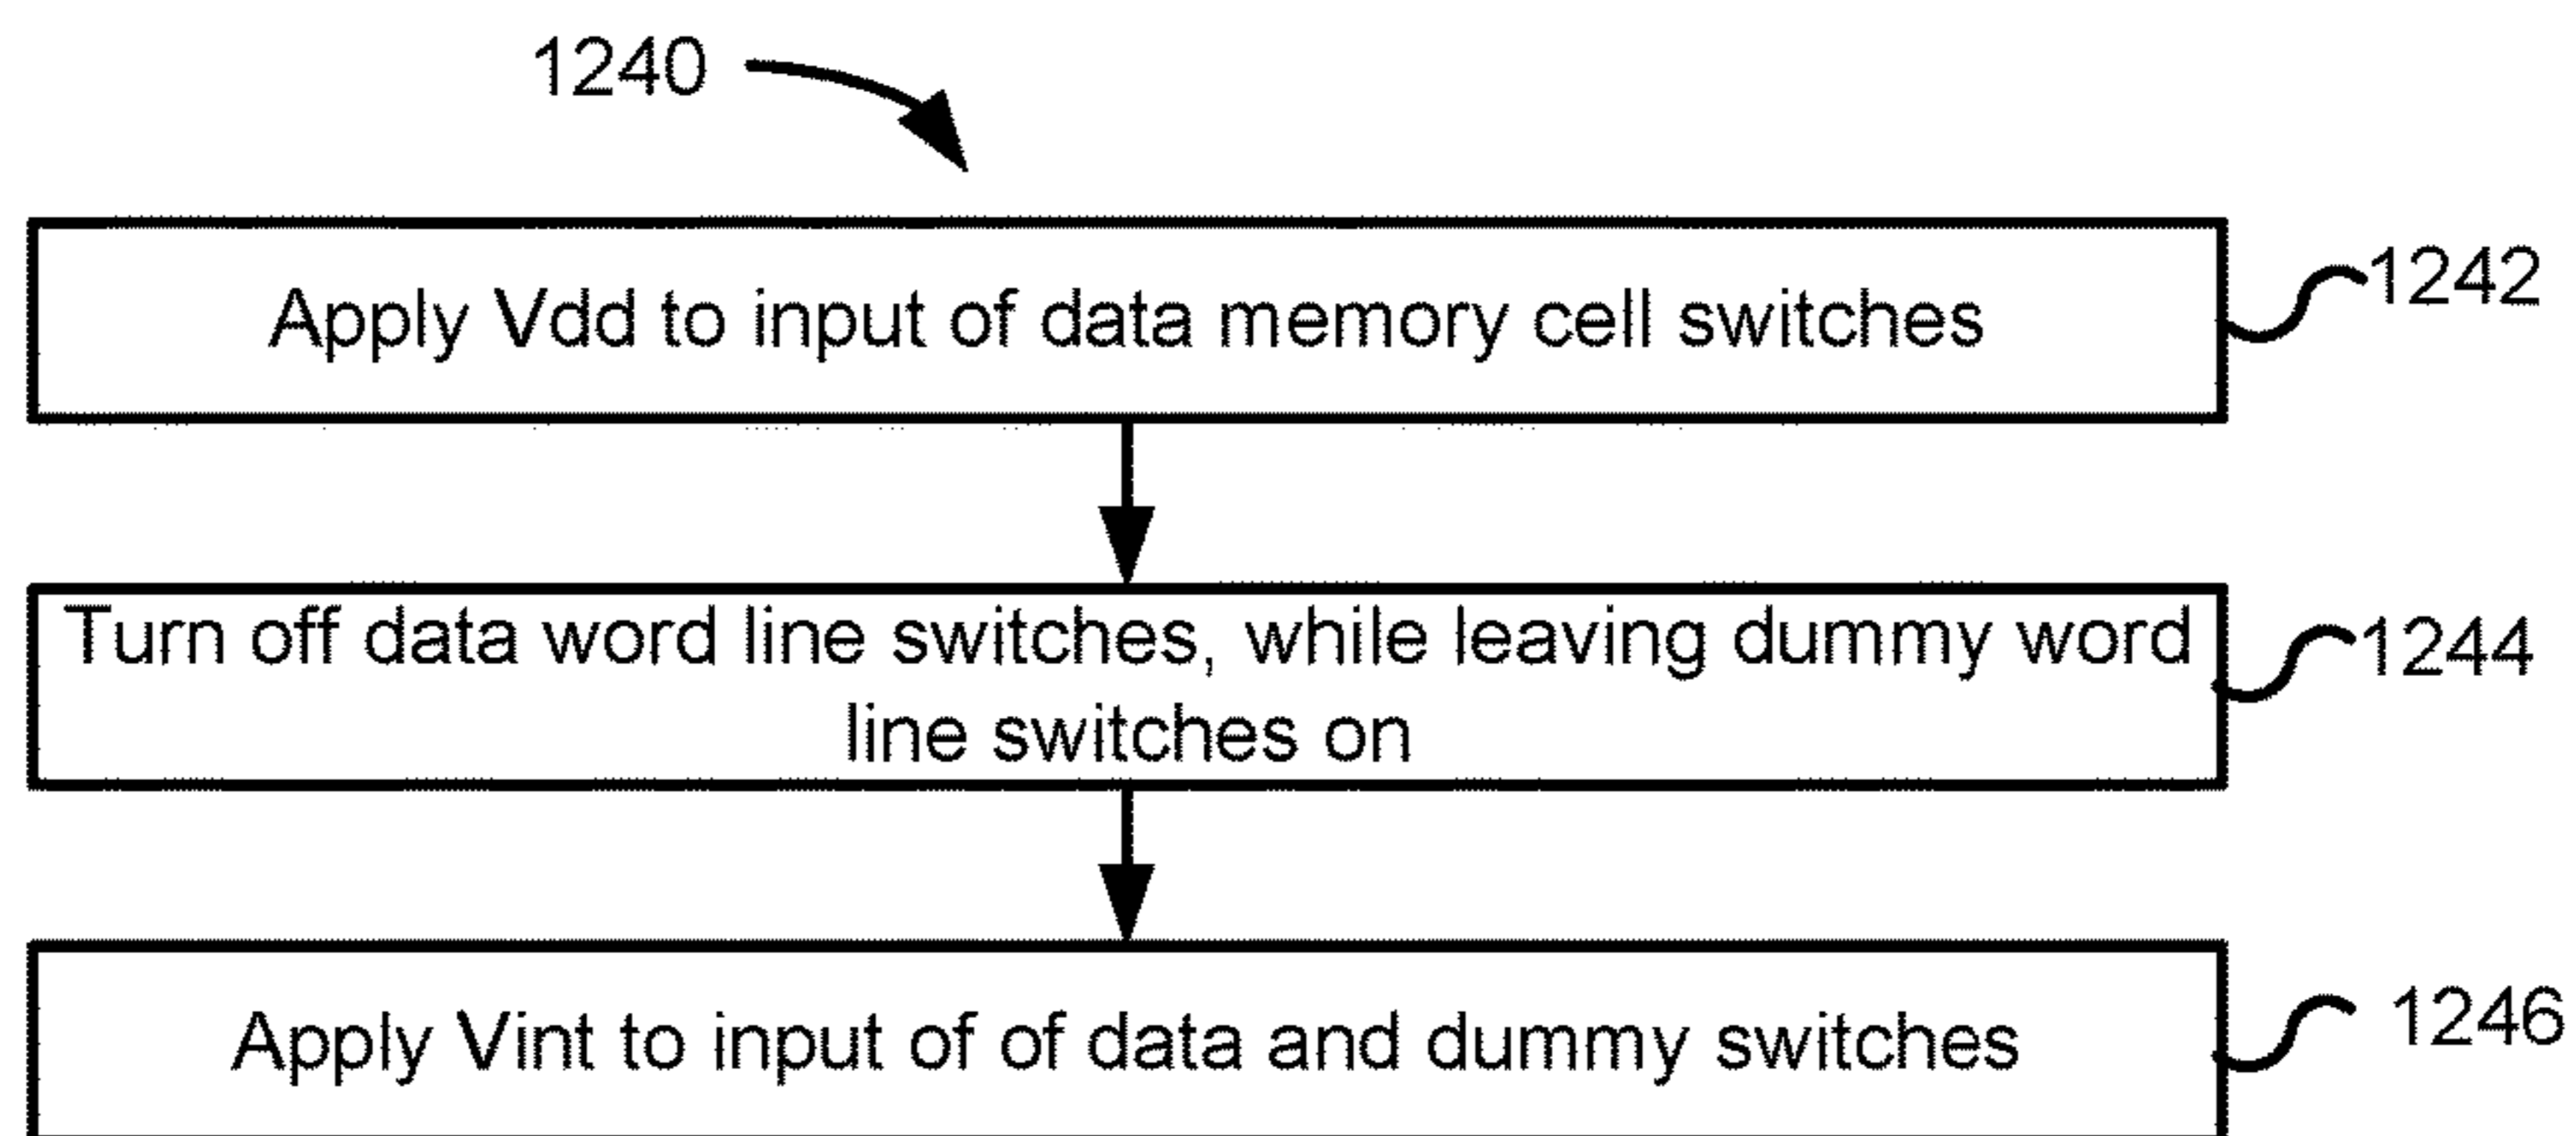 1240
Apply Vdd to input of data memory cell switches
1242
Turn off data word line switches, while leaving dummy word
line switches on
1244
Apply Vint to input of of data and dummy switches
1246